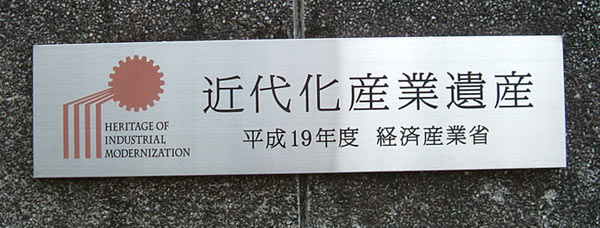 HERITAGE OF
INDUSTRIAL
MODERNIZATION
近代化産業遺産
平成19年度 経済産業省